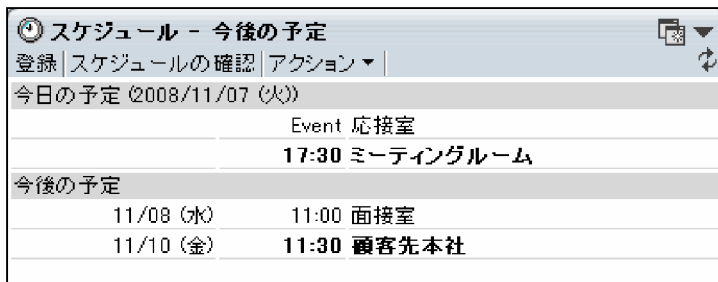 スケジュール - 今後の予定
登録|スケジュールの確認|アクション▼|
今日の予定 (2008/11/07 (火))
Event 応接室
17:30 ミーティングルーム
今後の予定
11/08 (水) 11:00 面接室
11/10 (金) 11:30 顧客先本社